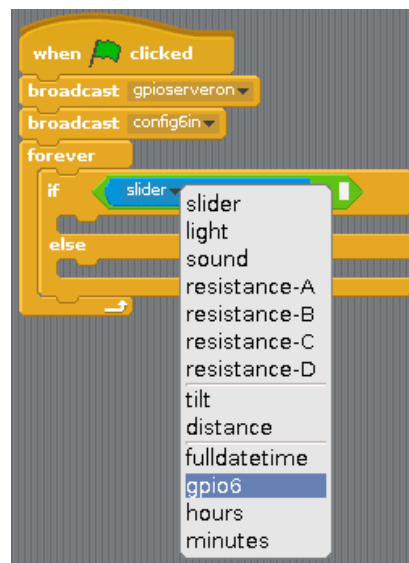 when clicked
broadcast gpioserveron
broadcast config6in
forever
if slider
else
slider
light
sound
resistance-A
resistance-B
resistance-C
resistance-D
tilt
distance
fulldatetime
gpio6
hours
minutes